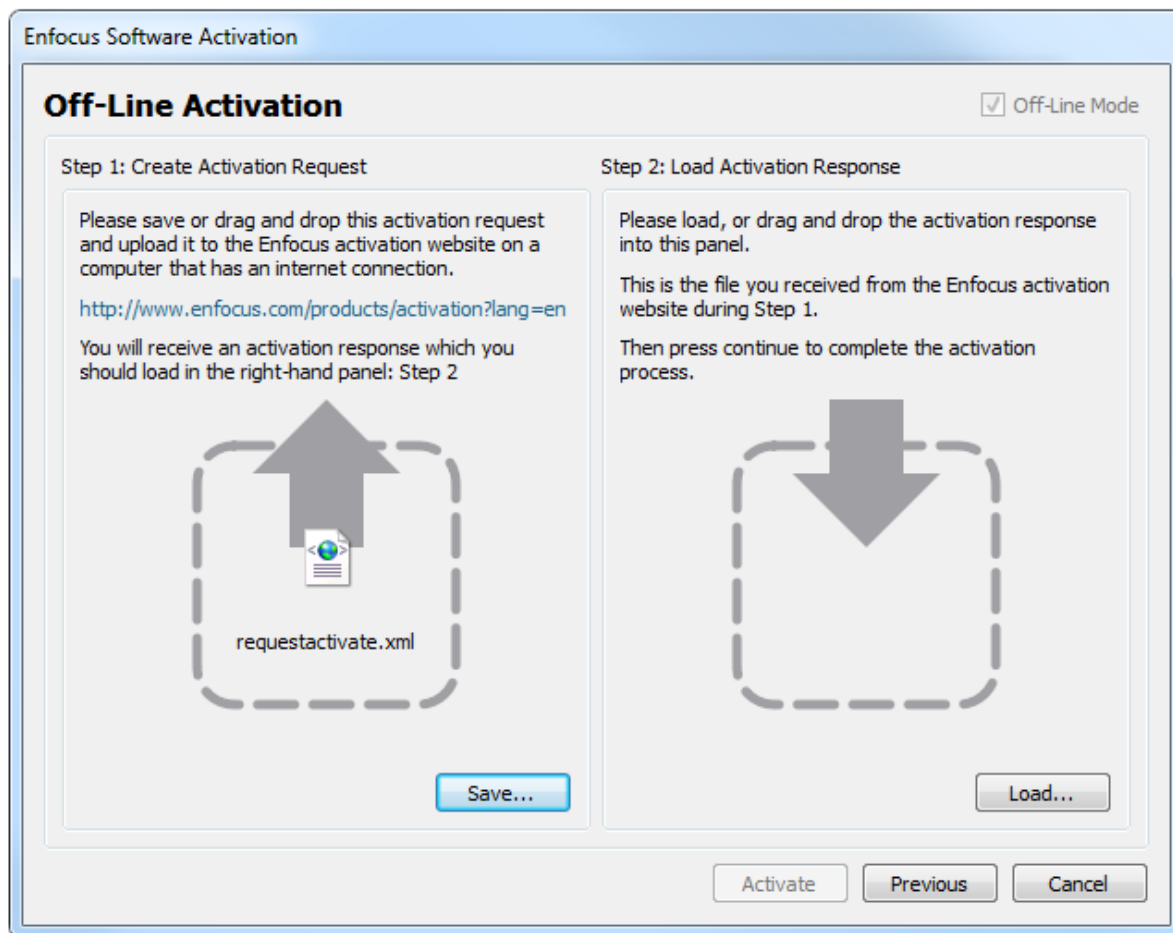 Enfocus Software Activation
Off-Line Activation
Off-Line Mode
Step 1: Create Activation Request
Please save or drag and drop this activation request
and upload it to the Enfocus activation website on a
computer that has an internet connection.
http://www.enfocus.com/products/activation?lang=en
You will receive an activation response which you
should load in the right-hand panel: Step 2
requestactivate.xml
Save...
Step 2: Load Activation Response
Please load, or drag and drop the activation response
into this panel.
This is the file you received from the Enfocus activation
website during Step 1.
Then press continue to complete the activation
process.
Load...
Activate
Previous
Cancel